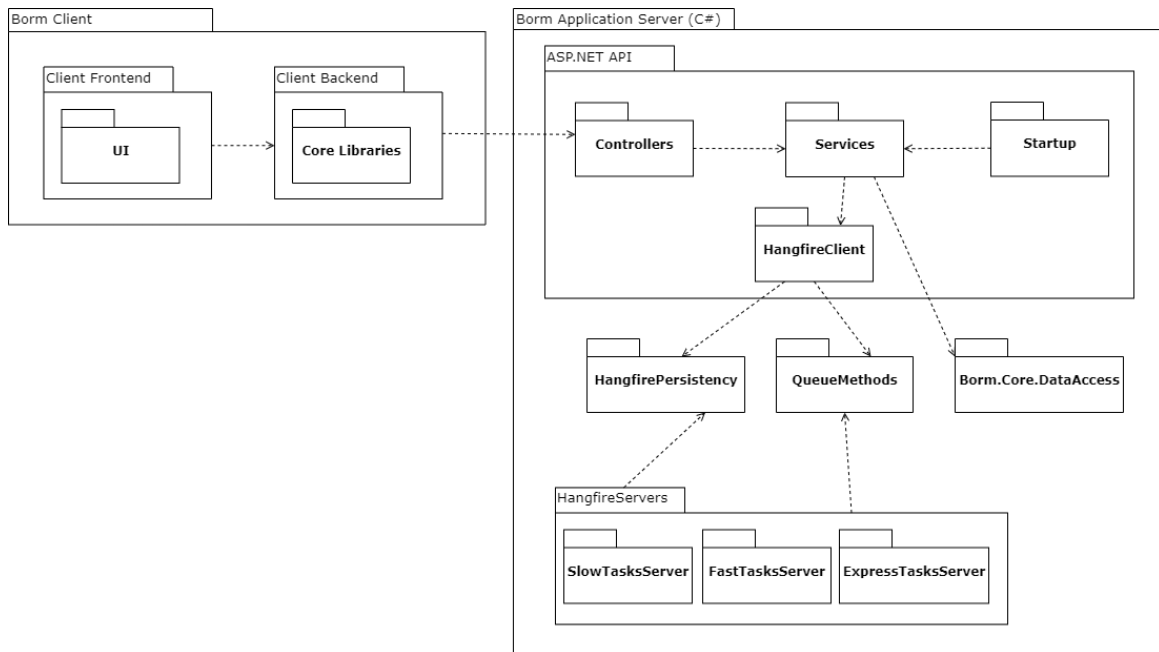 Borm Client
Borm Application Server (C#)
ASP.NET API
Client Frontend
Client Backend
UI
Core Libraries
Controllers
Services
Startup
HangfireClient
HangfirePersistency
QueueMethods
Borm.Core.DataAccess
HangfireServers
SlowTasksServer
FastTasksServer
ExpressTasksServer